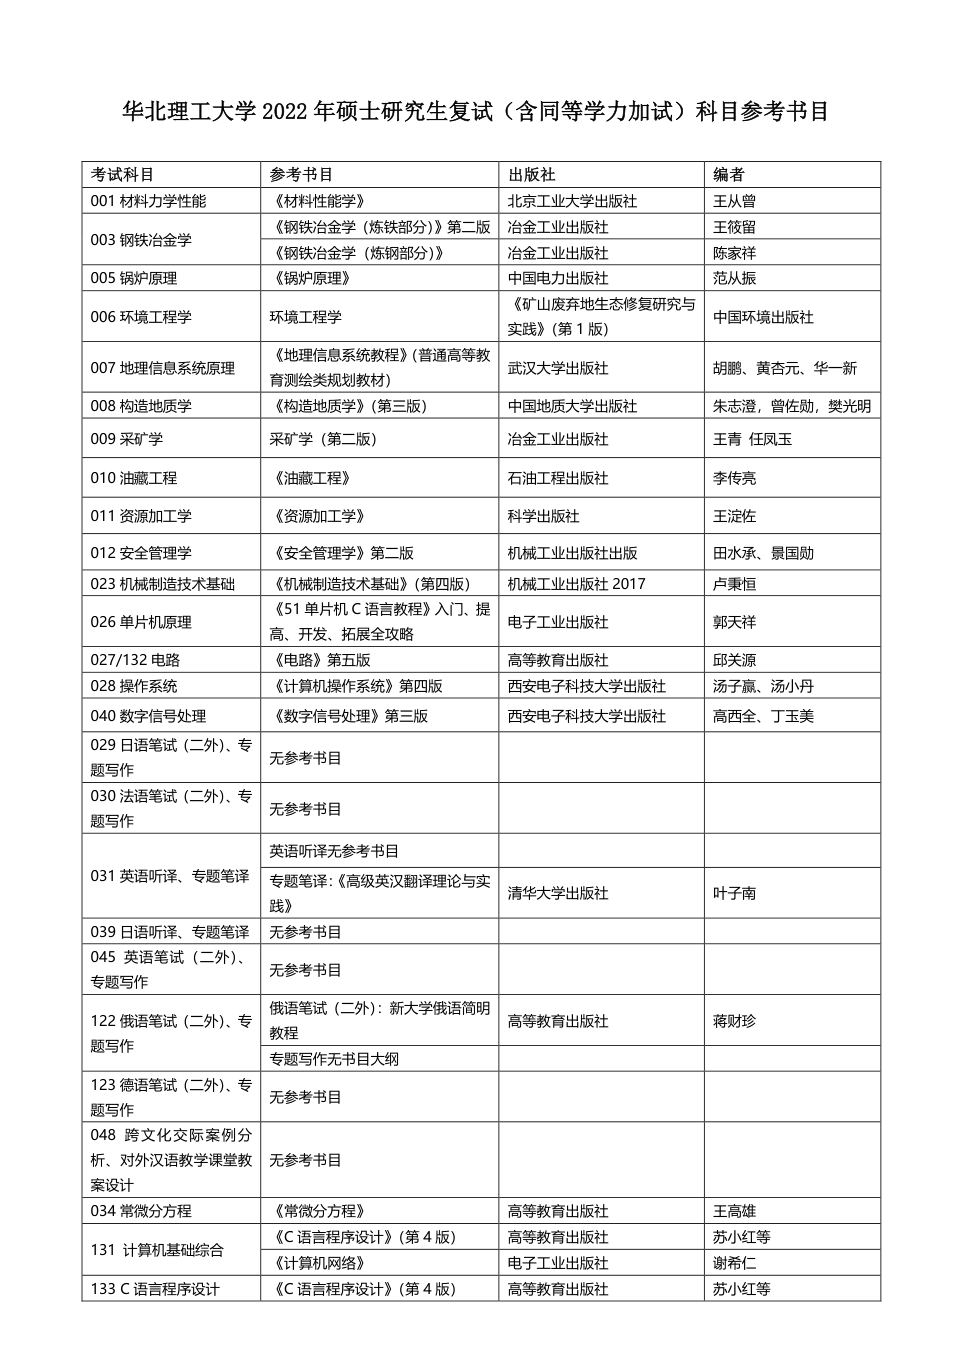 华北理工大学 2022 年硕士研究生复试（含同等学力加试）科目参考书目
考试科目 参考书目 出版社 编者
001 材料力学性能 《材料性能学》 北京工业大学出版社 王从曾
003 钢铁冶金学 《钢铁冶金学（炼铁部分）》第二版 冶金工业出版社 王筱留
《钢铁冶金学（炼钢部分）》 冶金工业出版社 陈家祥
005 锅炉原理 《锅炉原理》 中国电力出版社 范从振
006 环境工程学 环境工程学 《矿山废弃地生态修复研究与
实践》（第 1 版） 中国环境出版社
007 地理信息系统原理 《地理信息系统教程》（普通高等教
育测绘类规划教材） 武汉大学出版社 胡鹏、黄杏元、华一新
008 构造地质学 《构造地质学》（第三版） 中国地质大学出版社 朱志澄，曾佐勋，樊光明
009 采矿学 采矿学（第二版） 冶金工业出版社 王青 任凤玉
010 油藏工程 《油藏工程》 石油工程出版社 李传亮
011 资源加工学 《资源加工学》 科学出版社 王淀佐
012 安全管理学 《安全管理学》第二版 机械工业出版社出版 田水承、景国勋
023 机械制造技术基础 《机械制造技术基础》（第四版） 机械工业出版社 2017 卢秉恒
026 单片机原理 《51 单片机 C 语言教程》入门、提
高、开发、拓展全攻略 电子工业出版社 郭天祥
027/132 电路 《电路》第五版 高等教育出版社 邱关源
028 操作系统 《计算机操作系统》第四版 西安电子科技大学出版社 汤子赢、汤小丹
040 数字信号处理 《数字信号处理》第三版 西安电子科技大学出版社 高西全、丁玉美
029 日语笔试（二外）、专
题写作 无参考书目
030 法语笔试（二外）、专
题写作 无参考书目
031 英语听译、专题笔译 英语听译无参考书目
专题笔译：《高级英汉翻译理论与实
践》 清华大学出版社 叶子南
039 日语听译、专题笔译 无参考书目
045 英语笔试（二外）、
专题写作 无参考书目
122 俄语笔试（二外）、专
题写作 俄语笔试（二外）：新大学俄语简明
教程 高等教育出版社 蒋财珍
专题写作无书目大纲
123 德语笔试（二外）、专
题写作 无参考书目
048 跨文化交际案例分
析、对外汉语教学课堂教
案设计 无参考书目
034 常微分方程 《常微分方程》 高等教育出版社 王高雄
131 计算机基础综合 《C 语言程序设计》（第 4 版） 高等教育出版社 苏小红等
《计算机网络》 电子工业出版社 谢希仁
133 C 语言程序设计 《C 语言程序设计》（第 4 版） 高等教育出版社 苏小红等